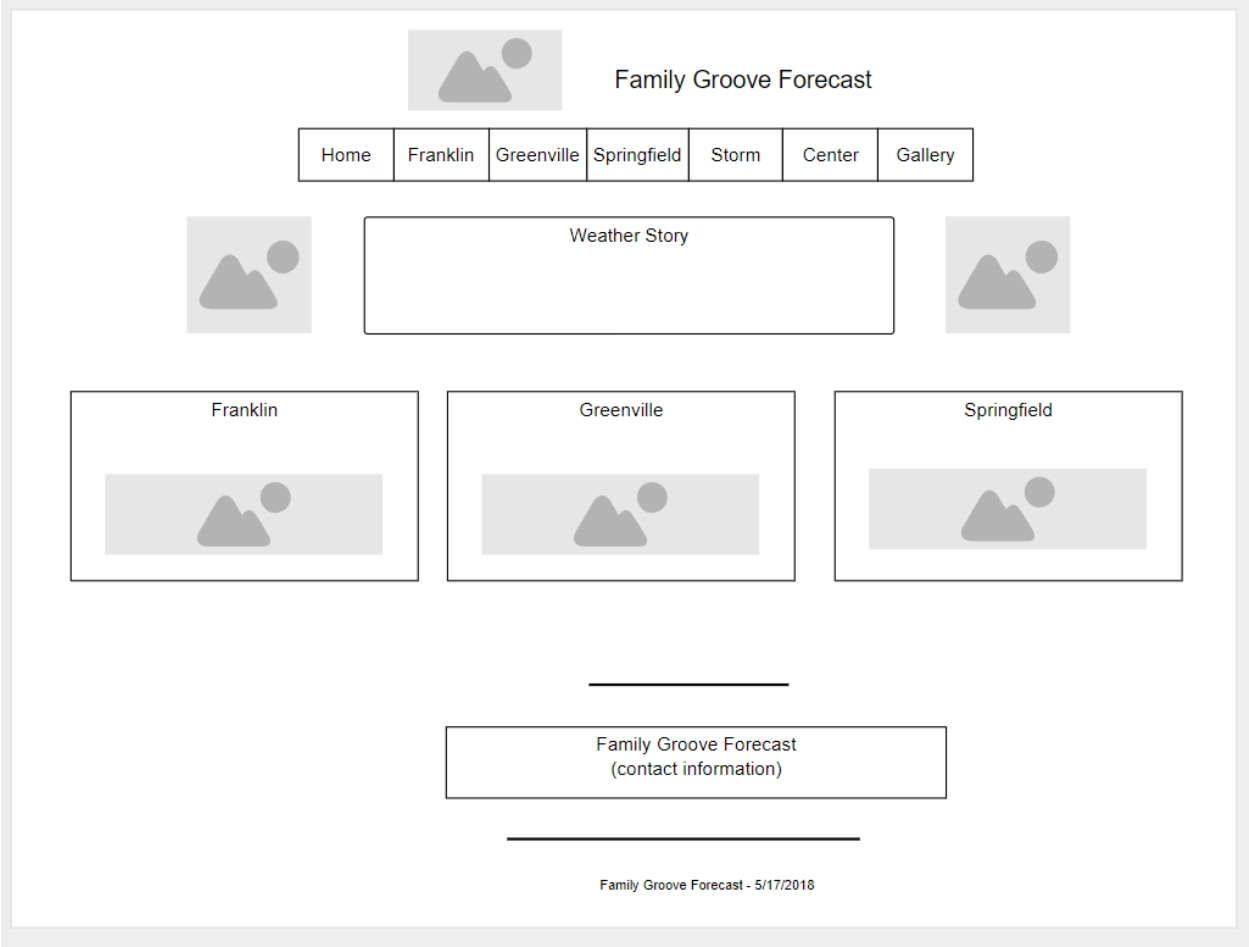 Family Groove Forecast
Home Franklin Greenville Springfield Storm Center Gallery
Weather Story
Franklin Greenville Springfield
Family Groove Forecast
(contact information)
Family Groove Forecast - 5/17/2018